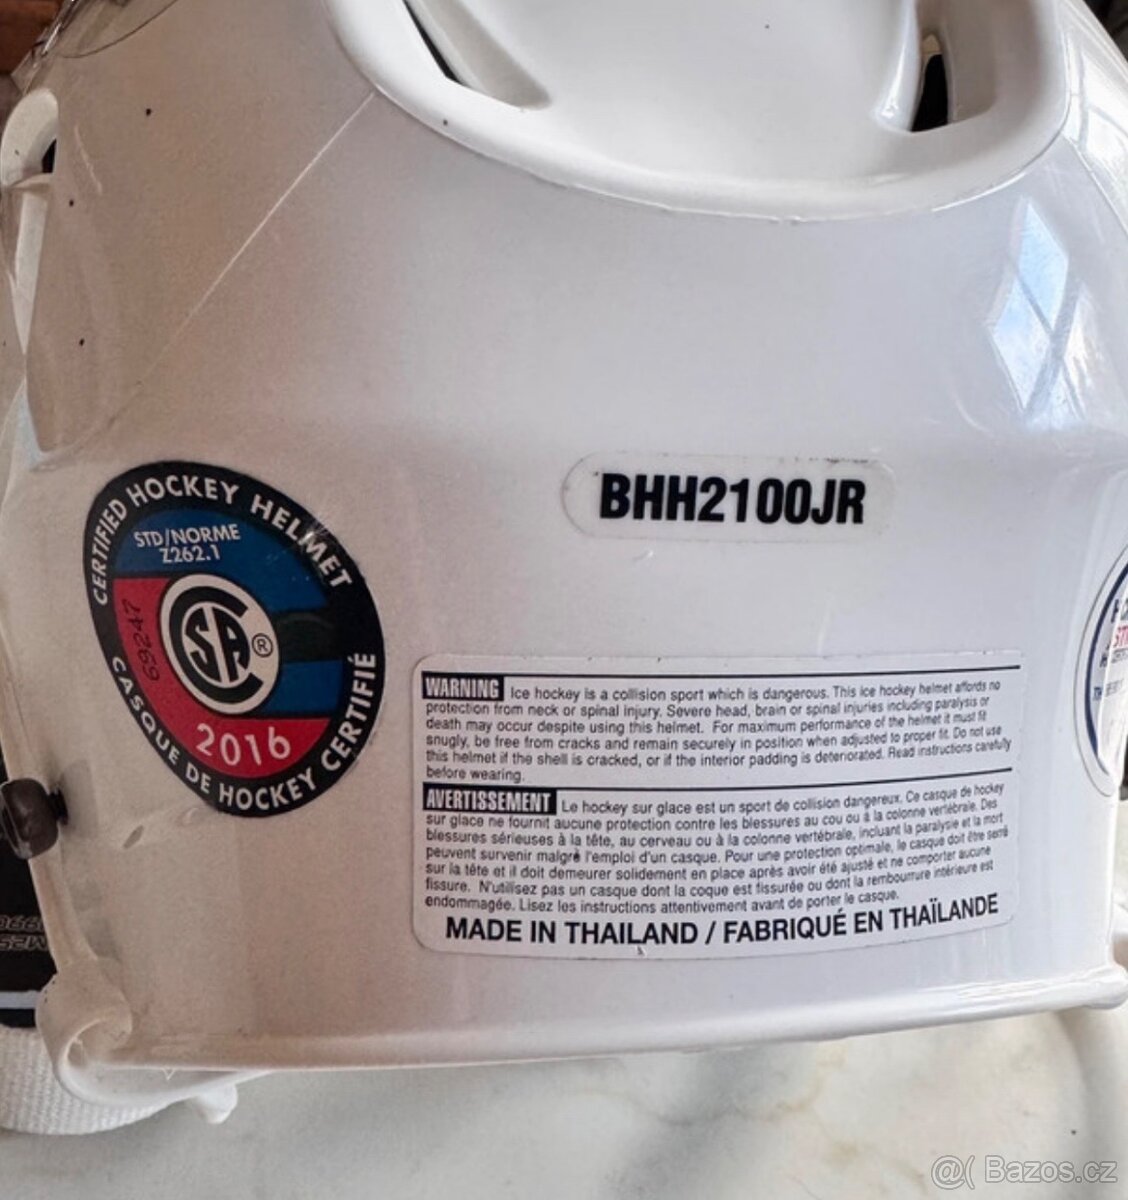 CERTIFIED HOCKEY HELMET
STD/NORME
Z262.1
69247
CSA ®
2016
CASQUE DE HOCKEY CERTIFIÉ
BHH2100JR
WARNING Ice hockey is a collision sport which is dangerous. This ice hockey helmet affords no
protection from neck or spinal injury. Severe head, brain or spinal injuries including paralysis or
death may occur despite using this helmet. For maximum performance of the helmet it must fit
snugly, be free from cracks and remain securely in position when adjusted to proper fit. Do not use
this helmet if the shell is cracked, or if the interior padding is deteriorated. Read instructions carefully
before wearing.
AVERTISSEMENT Le hockey sur glace est un sport de collision dangereux. Ce casque de hockey
sur glace ne fournit aucune protection contre les blessures au cou ou à la colonne vertébrale. Des
blessures sérieuses à la tête, au cerveau ou à la colonne vertébrale, incluant la paralysie et la mort
peuvent survenir malgré l'emploi d'un casque. Pour une protection optimale, le casque doit être serré
sur la tête et il doit demeurer solidement en place après avoir été ajusté et ne comporter aucune
fissure. N'utilisez pas un casque dont la coque est fissurée ou dont la rembourrure intérieure est
endommagée. Lisez les instructions attentivement avant de porter le casque.
MADE IN THAILAND / FABRIQUÉ EN THAÏLANDE
@( Bazos.cz